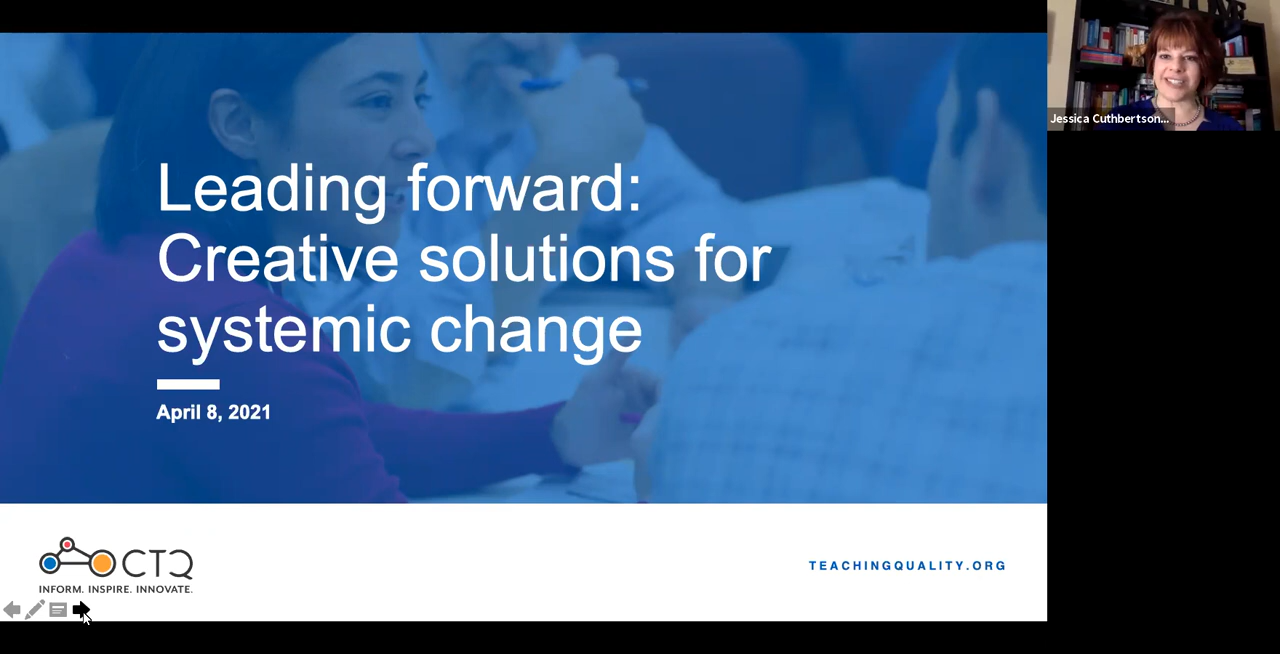 Leading forward:
Creative solutions for
systemic change
April 8, 2021
CTQ
INFORM. INSPIRE. INNOVATE.
TEACHINGQUALITY.ORG
Jessica Cuthbertson...